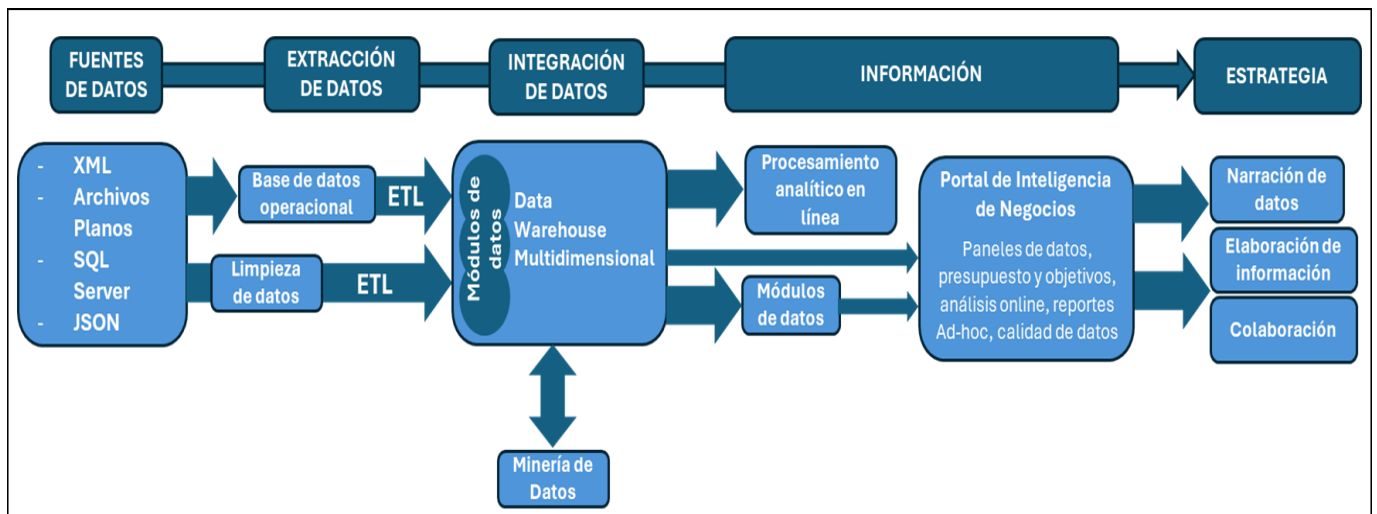 FUENTES
DE DATOS
EXTRACCIÓN
DE DATOS
INTEGRACIÓN
DE DATOS
INFORMACIÓN
ESTRATEGIA
- XML
- Archivos
Planos
- SQL
Server
- JSON
Base de datos
operacional
ETL
Limpieza
de datos
ETL
Módulos de
datos
Data
Warehouse
Multidimensional
Minería de
Datos
Procesamiento
analítico en
línea
Módulos
de datos
Portal de Inteligencia
de Negocios
Paneles de datos,
presupuesto y objetivos,
análisis online, reportes
Ad-hoc, calidad de datos
Narración de
datos
Elaboración de
información
Colaboración